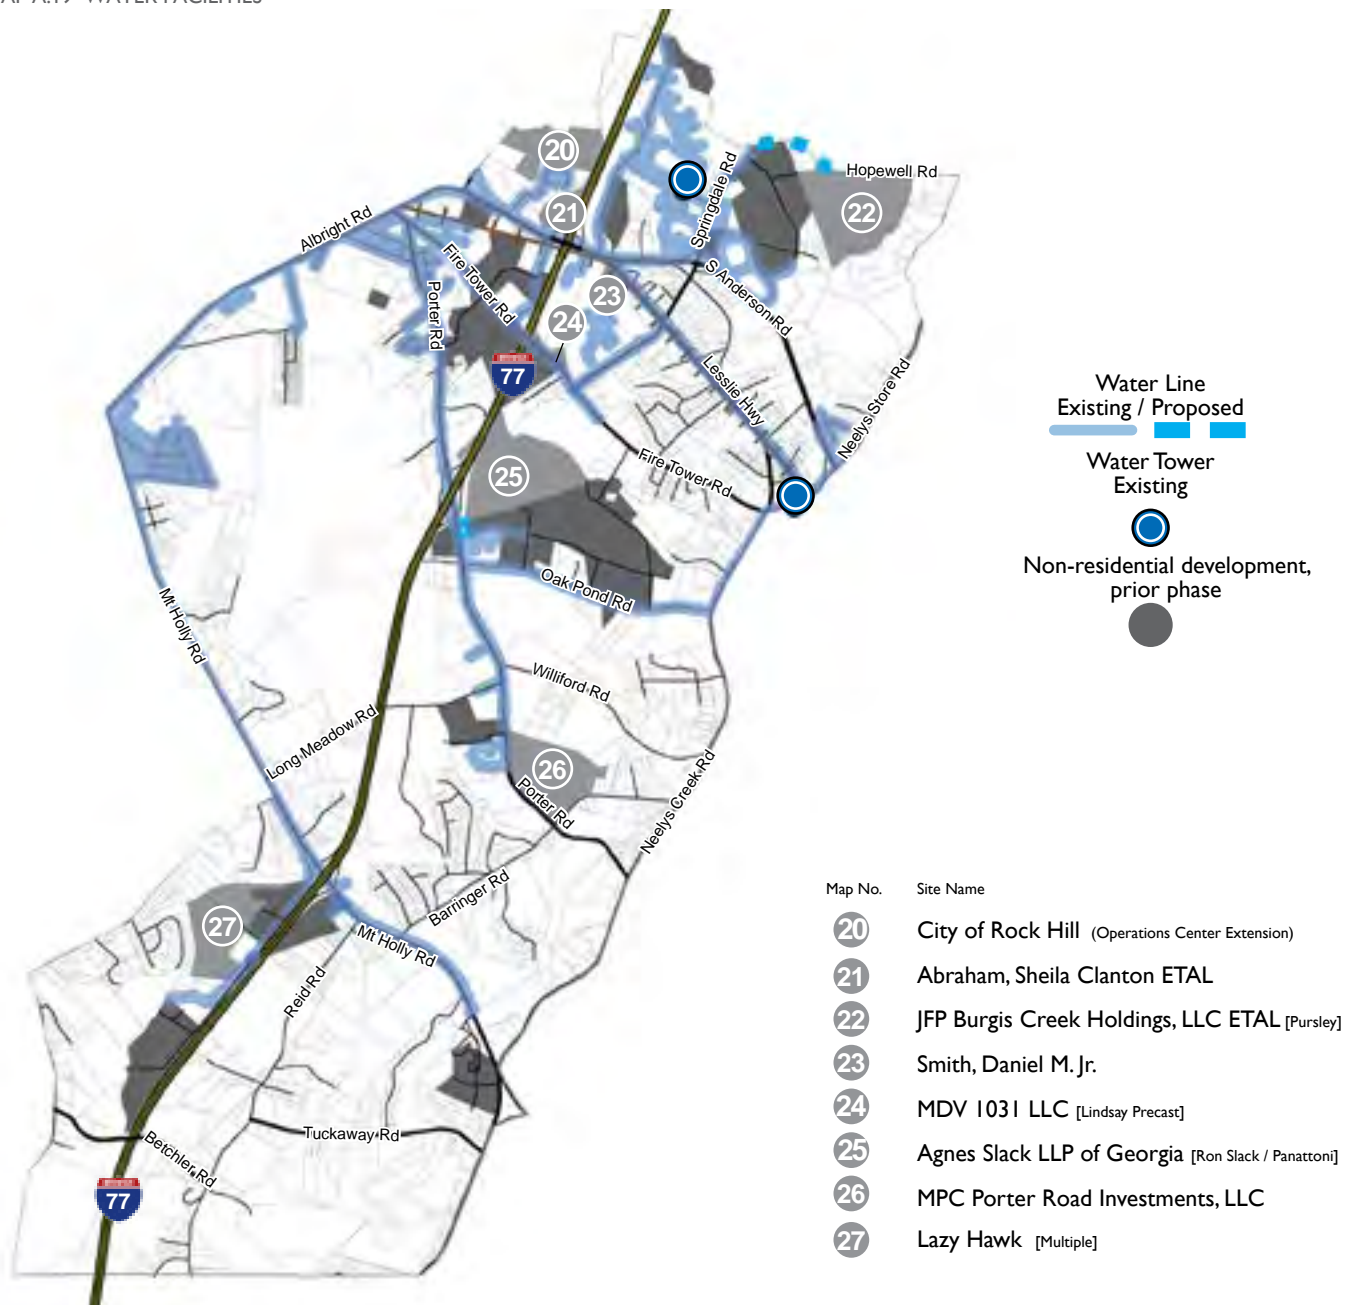 WATER FACILITIES
20
Hopewell Rd
Springdale Rd
21
22
Albright Rd
Fire Tower Rd
S Anderson Rd
Porter Rd
23
24
77
Lesslie Hwy
Neelys Store Rd
Water Line
Existing / Proposed
Water Tower
Existing
Non-residential development,
prior phase
25
Fire Tower Rd
Oak Pond Rd
Mt Holly Rd
Williford Rd
Long Meadow Rd
26
Porter Rd
Neelys Creek Rd
Barringer Rd
27
Mt Holly Rd
Reid Rd
Tuckaway Rd
Betchler Rd
77
Map No. Site Name
20 City of Rock Hill (Operations Center Extension)
21 Abraham, Sheila Clanton ETAL
22 JFP Burgis Creek Holdings, LLC ETAL [Pursley]
23 Smith, Daniel M. Jr.
24 MDV 1031 LLC [Lindsay Precast]
25 Agnes Slack LLP of Georgia [Ron Slack / Panattoni]
26 MPC Porter Road Investments, LLC
27 Lazy Hawk [Multiple]